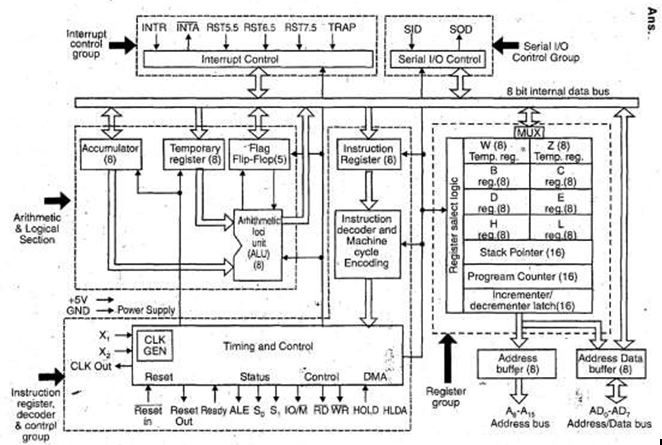 Ans.
Interrupt
control
group
INTR INTA RST5.5 RST6.5 RST7.5 TRAP
Interrupt Control
SID SOD
Serial I/O Control
Serial I/O
Control Group
8 bit internal data bus
Accumulator
(8)
Temporary
register (8)
Flag
Flip-Flop(5)
Instruction
Register (8)
MUX
W (8)
Temp. reg.
Z (8)
Temp. reg.
B
reg.(8)
C
reg.(8)
D
reg.(8)
E
reg.(8)
H
reg.(8)
L
reg.(8)
Stack Pointer (16)
Progream Counter (16)
Incrementer/
decrementer latch(16)
Register select logic
Arithmetic
& Logical
Section
Arhithmetic
loci
unit
(ALU)
(8)
Instruction
decoder and
Machine
cycle
Encoding
+5V
GND
Power Supply
X1
X2
CLK Out
CLK
GEN
Timing and Control
Reset Status Control DMA
Reset
in
Reset
Out
Ready ALE S0 S1 IO/M RD WR HOLD HLDA
Instruction
register,
decoder
& control
group
Register
group
Address
buffer (8)
Address Data
buffer (8)
A8-A15
Address bus
AD0-AD7
Address/Data bus